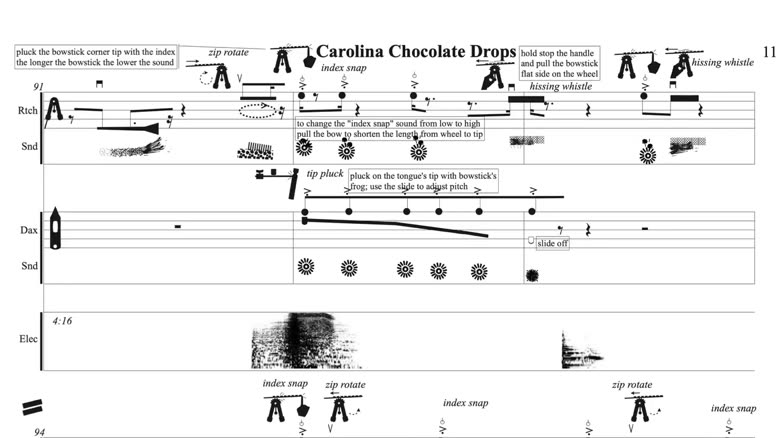 pluck the bowstick corner tip with the index
the longer the bowstick the lower the sound
zip rotate
Carolina Chocolate Drops
11
index snap
hold stop the handle
and pull the bowstick
flat side on the wheel
hissing whistle
hissing whistle
91
Rtch
to change the "index snap" sound from low to high
pull the bow to shorten the length from wheel to tip
Snd
tip pluck
pluck on the tongue's tip with bowstick's
frog; use the slide to adjust pitch
Dax
slide off
Snd
4:16
Elec
index snap
zip rotate
index snap
zip rotate
index snap
94